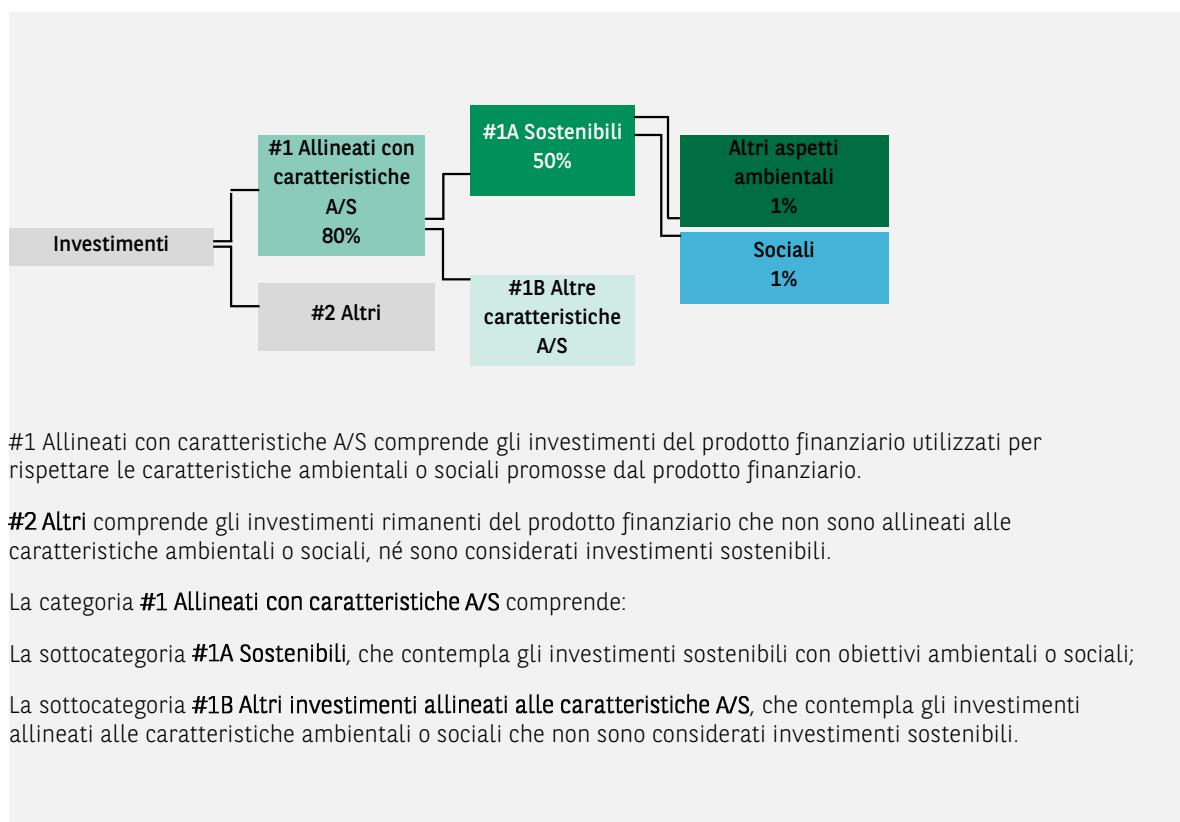 #1A Sostenibili
50%
#1 Allineati con
caratteristiche
A/S
80%
Altri aspetti
ambientali
1%
Investimenti
Sociali
1%
#2 Altri
#1B Altre
caratteristiche
A/S
#1 Allineati con caratteristiche A/S comprende gli investimenti del prodotto finanziario utilizzati per
rispettare le caratteristiche ambientali o sociali promosse dal prodotto finanziario.
#2 Altri comprende gli investimenti rimanenti del prodotto finanziario che non sono allineati alle
caratteristiche ambientali o sociali, né sono considerati investimenti sostenibili.
La categoria #1 Allineati con caratteristiche A/S comprende:
La sottocategoria #1A Sostenibili, che contempla gli investimenti sostenibili con obiettivi ambientali o sociali;
La sottocategoria #1B Altri investimenti allineati alle caratteristiche A/S, che contempla gli investimenti
allineati alle caratteristiche ambientali o sociali che non sono considerati investimenti sostenibili.